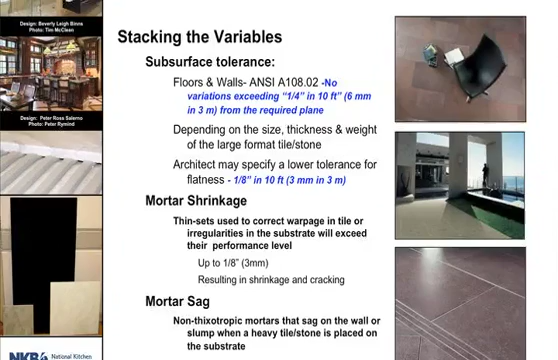 Design: Beverly Leigh Binns
Photo: Tim McClean
Design: Peter Ross Salerno
Photo: Peter Rymind
NKBA National Kitchen
Stacking the Variables
Subsurface tolerance:
Floors & Walls- ANSI A108.02 -No
variations exceeding “1/4” in 10 ft” (6 mm
in 3 m) from the required plane
Depending on the size, thickness & weight
of the large format tile/stone
Architect may specify a lower tolerance for
flatness - 1/8” in 10 ft (3 mm in 3 m)
Mortar Shrinkage
Thin-sets used to correct warpage in tile or
irregularities in the substrate will exceed
their performance level
Up to 1/8” (3mm)
Resulting in shrinkage and cracking
Mortar Sag
Non-thixotropic mortars that sag on the wall or
slump when a heavy tile/stone is placed on
the substrate